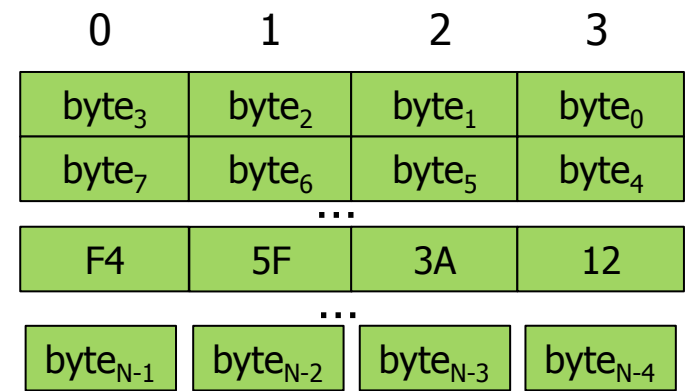 0 1 2 3
byte₃ byte₂ byte₁ byte₀
byte₇ byte₆ byte₅ byte₄
...
F4 5F 3A 12
...
byteN-1 byteN-2 byteN-3 byteN-4